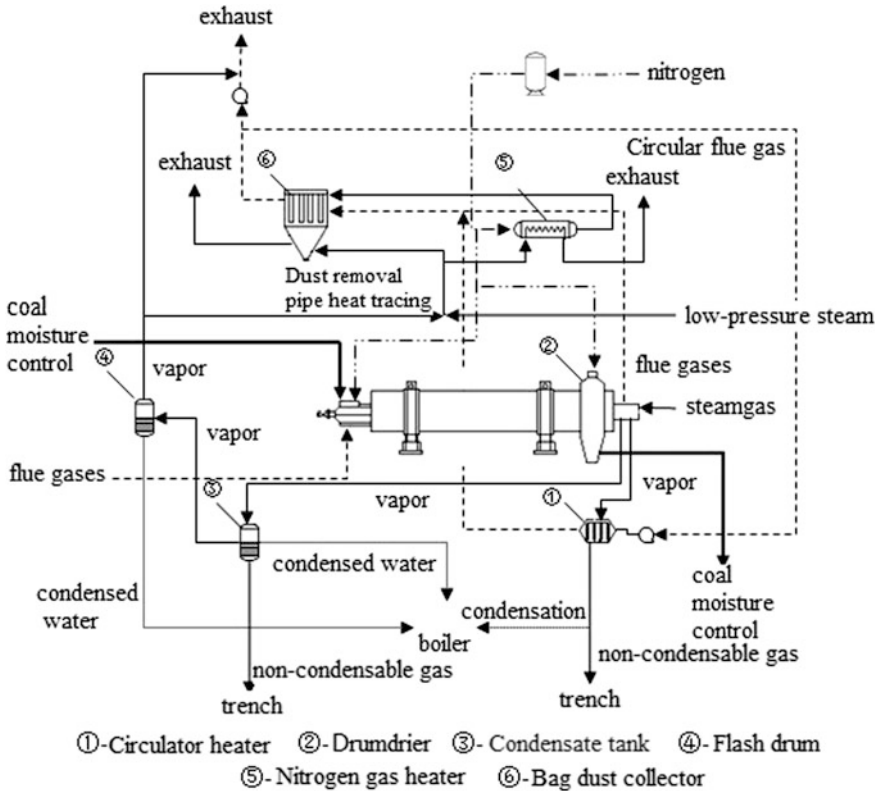 exhaust
nitrogen
Circular flue gas
exhaust
⑥
⑤
exhaust
Dust removal
pipe heat tracing
coal
moisture
control
④
low-pressure steam
vapor
②
flue gases
steamgas
vapor
flue gases
③
vapor
①
vapor
condensed water
condensed
water
condensation
boiler
coal
moisture
control
non-condensable gas
non-condensable gas
trench
trench
①-Circulator heater ②-Drumdrier ③- Condensate tank ④- Flash drum
⑤- Nitrogen gas heater ⑥-Bag dust collector